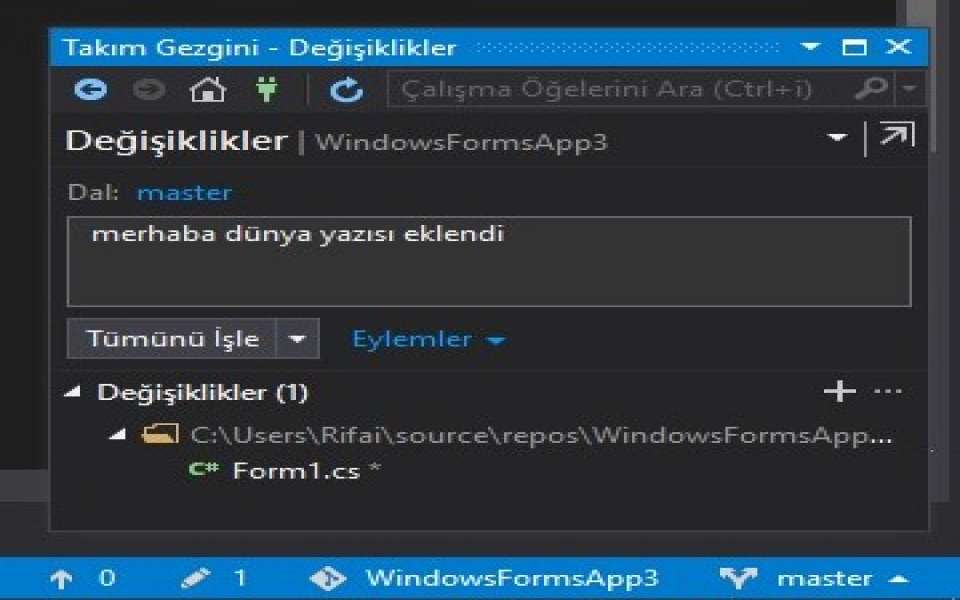 Takım Gezgini - Değişiklikler
Çalışma Öğelerini Ara (Ctrl+i)
Değişiklikler | WindowsFormsApp3
Dal: master
merhaba dünya yazısı eklendi
Tümünü İşle Eylemler
Değişiklikler (1)
C:\Users\Rifai\source\repos\WindowsFormsApp...
C# Form1.cs *
0 1 WindowsFormsApp3 master